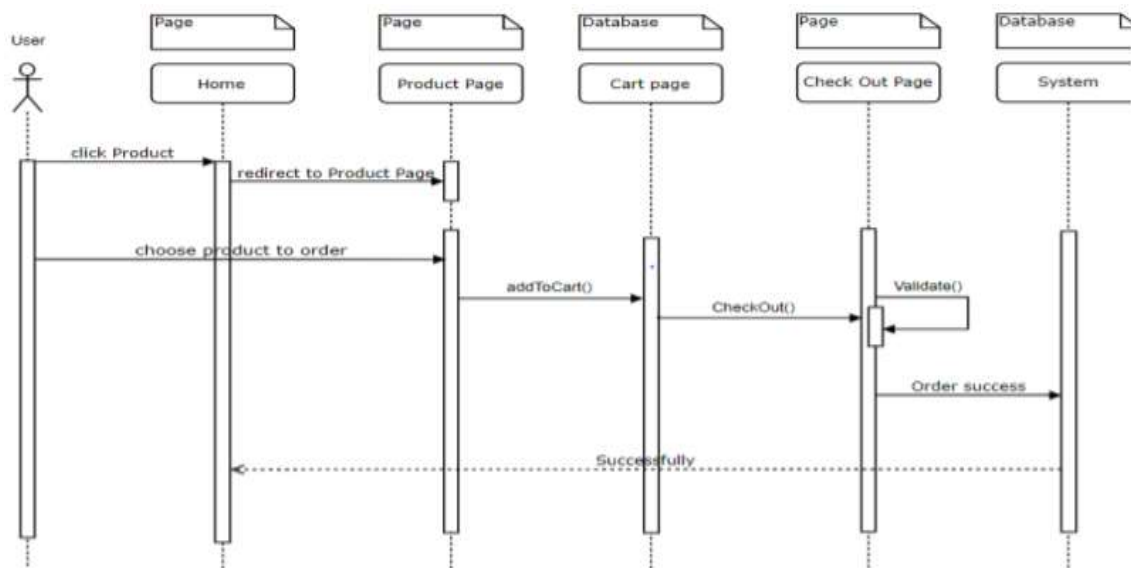 User
Page
Page
Database
Page
Database
Home
Product Page
Cart page
Check Out Page
System
click Product
redirect to Product Page
choose product to order
addToCart()
Validate()
CheckOut()
Order success
Successfully